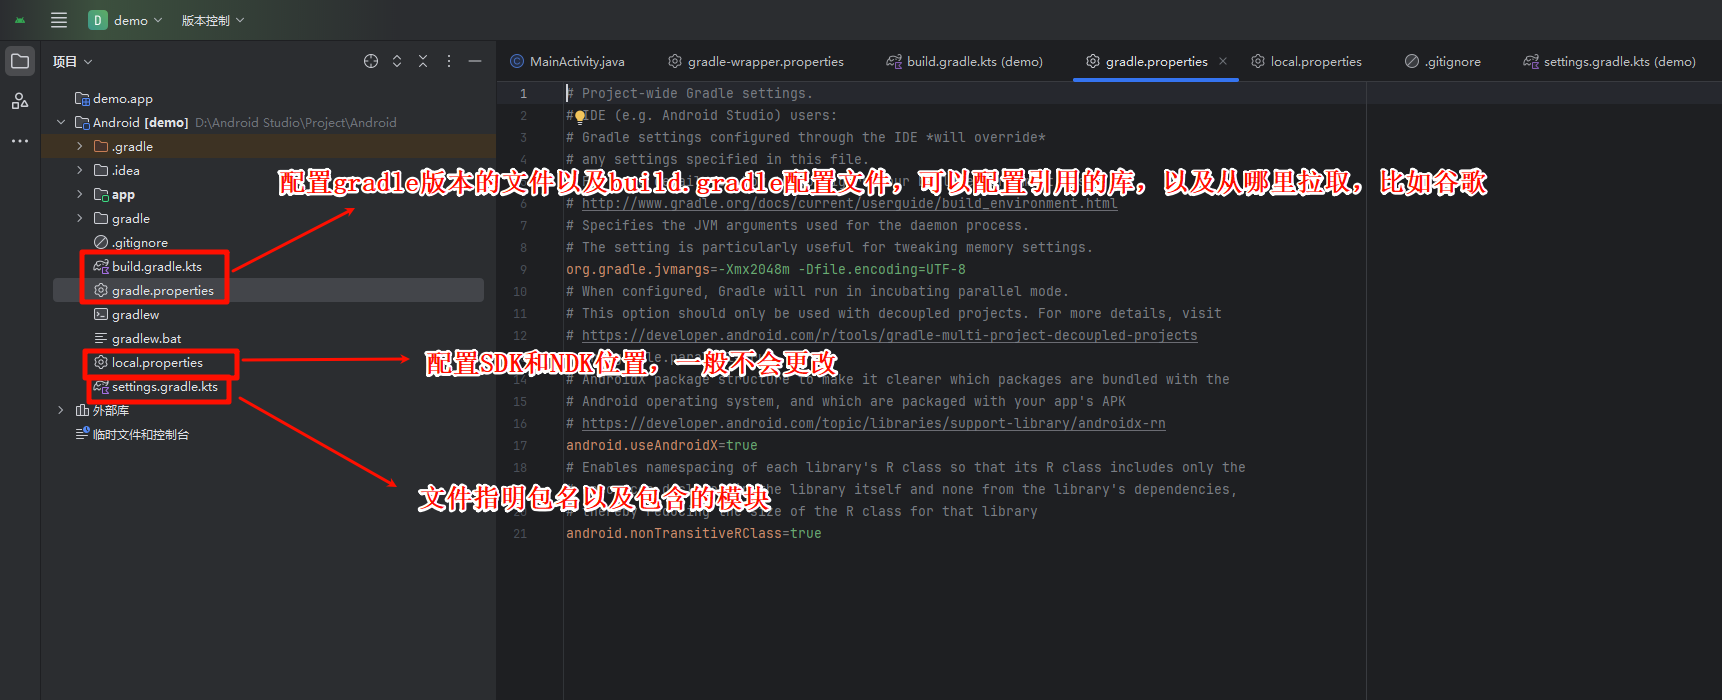 D demo 版本控制
项目
MainActivity.java gradle-wrapper.properties build.gradle.kts (demo) gradle.properties local.properties .gitignore settings.gradle.kts (demo)
demo.app
Android [demo] D:\Android Studio\Project\Android
.gradle
.idea
app
gradle
.gitignore
build.gradle.kts
gradle.properties
gradlew
gradlew.bat
local.properties
settings.gradle.kts
外部库
临时文件和控制台
1 # Project-wide Gradle settings.
2 # IDE (e.g. Android Studio) users:
3 # Gradle settings configured through the IDE *will override*
4 # any settings specified in this file.
配置gradle版本的文件以及build gradle配置文件，可以配置引用的库，以及从哪里拉取，比如谷歌
6 # http://www.gradle.org/docs/current/userguide/build_environment.html
7 # Specifies the JVM arguments used for the daemon process.
8 # The setting is particularly useful for tweaking memory settings.
9 org.gradle.jvmargs=-Xmx2048m -Dfile.encoding=UTF-8
10 # When configured, Gradle will run in incubating parallel mode.
11 # This option should only be used with decoupled projects. For more details, visit
12 # https://developer.android.com/r/tools/gradle-multi-project-decoupled-projects
配置SDK和NDK位置，一般不会更改
14 # AndroidX package structure to make it clearer which packages are bundled with the
15 # Android operating system, and which are packaged with your app's APK
16 # https://developer.android.com/topic/libraries/support-library/androidx-rn
17 android.useAndroidX=true
18 # Enables namespacing of each library's R class so that its R class includes only the
the library itself and none from the library's dependencies,
文件指明包名以及包含的模块
20 # thereby reducing the size of the R class for that library
21 android.nonTransitiveRClass=true